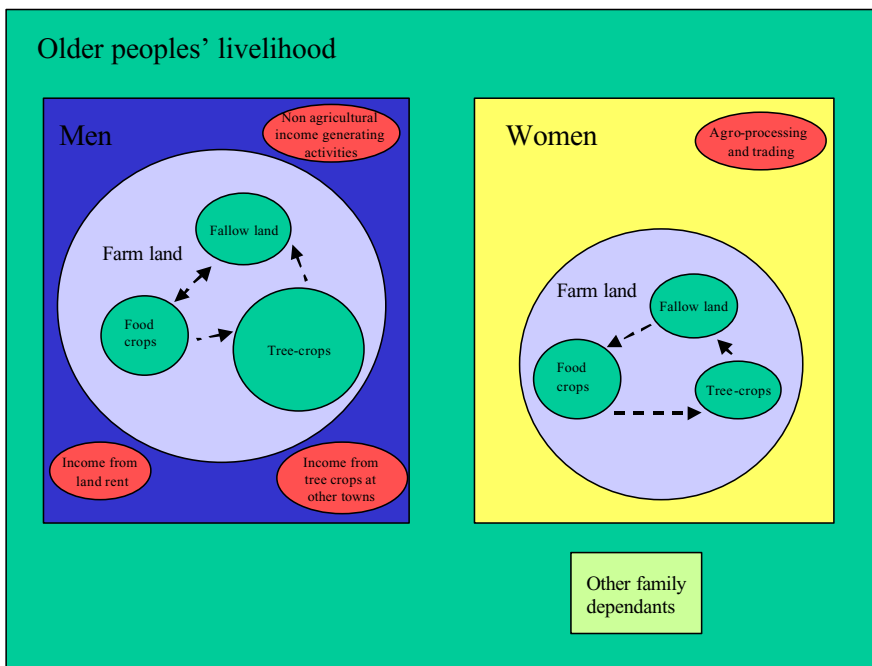 Older peoples' livelihood
Men
Non agricultural
income generating
activities
Farm land
Fallow land
Food
crops
Tree-crops
Income from
land rent
Income from
tree crops at
other towns
Women
Agro-processing
and trading
Farm land
Fallow land
Food
crops
Tree-crops
Other family
dependants